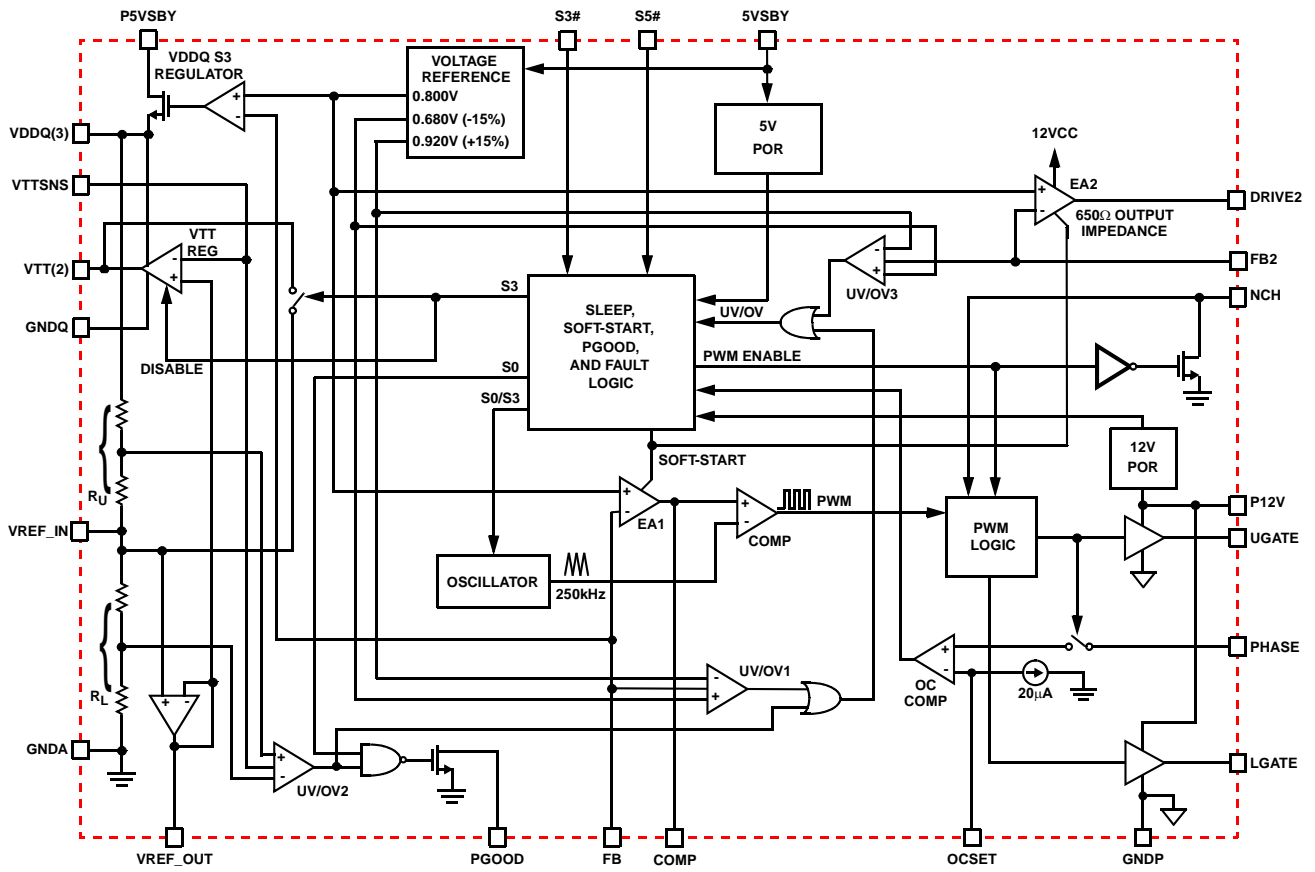 P5VSBY
S3#
S5#
5VSBY
VDDQ S3
REGULATOR
+
-
VOLTAGE
REFERENCE
0.800V
0.680V (-15%)
0.920V (+15%)
5V
POR
12VCC
VDDQ(3)
VTTSNS
+
-
EA2
DRIVE2
650Ω OUTPUT
IMPEDANCE
VTT
REG
-
+
VTT(2)
-
+
UV/OV3
FB2
GNDQ
DISABLE
S3
S0
S0/S3
SLEEP,
SOFT-START,
PGOOD,
AND FAULT
LOGIC
UV/OV
PWM ENABLE
NCH
SOFT-START
12V
POR
RU
VREF_IN
+
-
EA1
+
-
COMP
PWM
PWM
LOGIC
P12V
UGATE
OSCILLATOR
250kHz
RL
+
-
-
+
UV/OV1
+
-
OC
COMP
20µA
PHASE
GNDA
+
-
UV/OV2
LGATE
VREF_OUT
PGOOD
FB
COMP
OCSET
GNDP